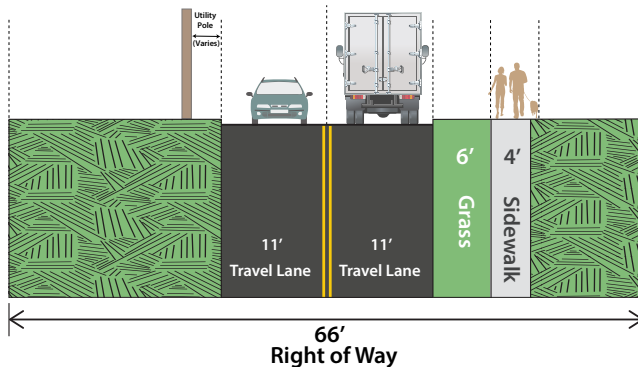 Utility
Pole
(Varies)
11’
Travel Lane
11’
Travel Lane
6’
Grass
4’
Sidewalk
66’
Right of Way